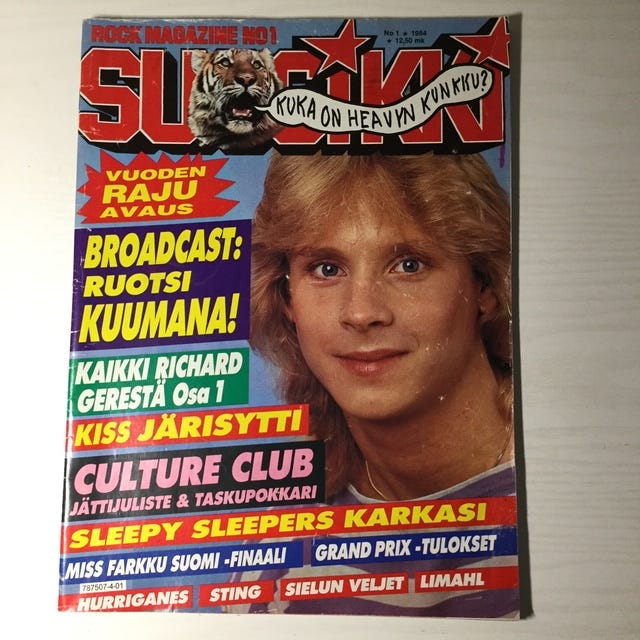 ROCK MAGAZINE NO1
No 1 ★ 1984
★ 12,50 mk
SUOSIKKI
KUKA ON HEAVYN KUNKKU?
VUODEN
RAJU
AVAUS
BROADCAST:
RUOTSI
KUUMANA!
KAIKKI RICHARD
GERESTÄ Osa 1
KISS JÄRISYTTI
CULTURE CLUB
JÄTTIJULISTE & TASKUPOKKARI
SLEEPY SLEEPERS KARKASI
MISS FARKKU SUOMI -FINAALI
GRAND PRIX -TULOKSET
787507-4-01
HURRIGANES
STING
SIELUN VELJET
LIMAHL